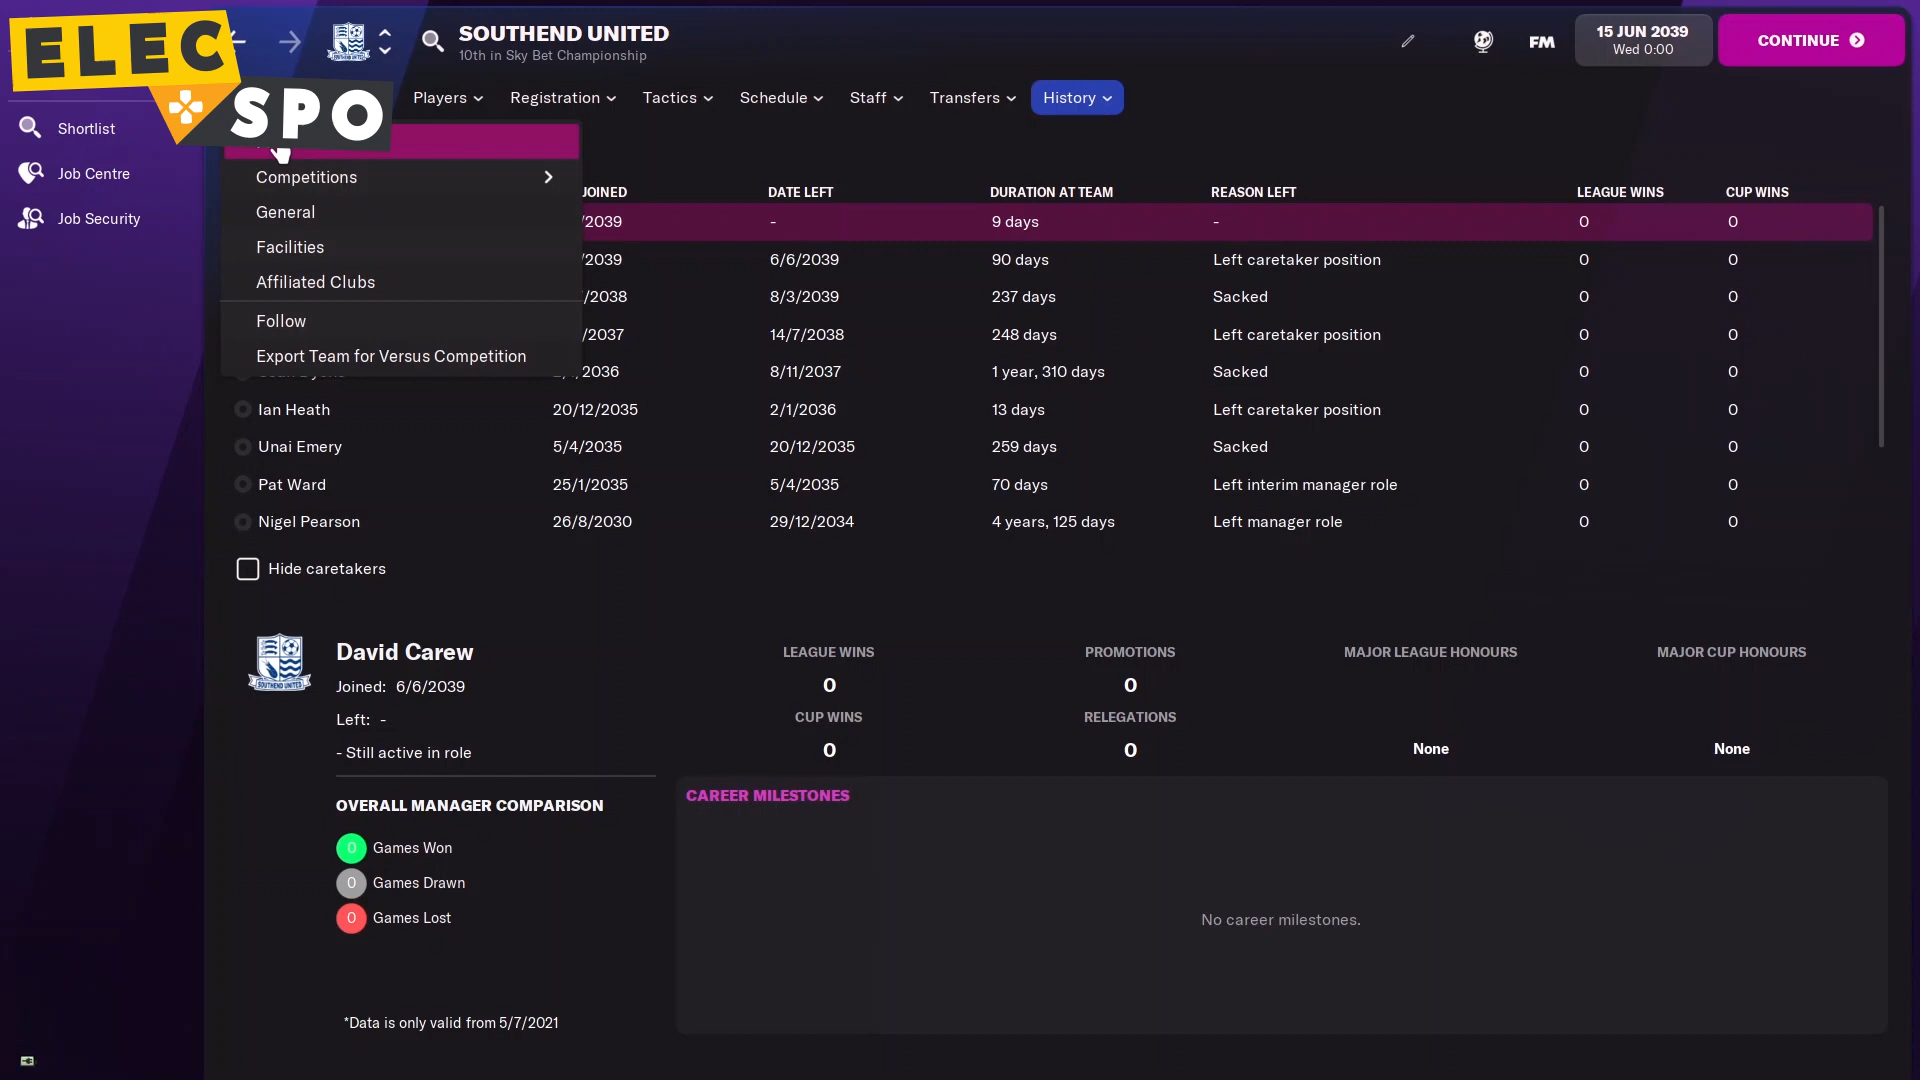 ELEC
SPO
SOUTHEND UNITED
10th in Sky Bet Championship
FM
15 JUN 2039
Wed 0:00
CONTINUE
Players
Registration
Tactics
Schedule
Staff
Transfers
History
Shortlist
Job Centre
Job Security
Competitions
General
Facilities
Affiliated Clubs
Follow
Export Team for Versus Competition
JOINED DATE LEFT DURATION AT TEAM REASON LEFT LEAGUE WINS CUP WINS
/2039 - 9 days - 0 0
/2039 6/6/2039 90 days Left caretaker position 0 0
/2038 8/3/2039 237 days Sacked 0 0
/2037 14/7/2038 248 days Left caretaker position 0 0
/2036 8/11/2037 1 year, 310 days Sacked 0 0
Ian Heath 20/12/2035 2/1/2036 13 days Left caretaker position 0 0
Unai Emery 5/4/2035 20/12/2035 259 days Sacked 0 0
Pat Ward 25/1/2035 5/4/2035 70 days Left interim manager role 0 0
Nigel Pearson 26/8/2030 29/12/2034 4 years, 125 days Left manager role 0 0
Hide caretakers
SOUTHEND UNITED
David Carew
Joined: 6/6/2039
Left: -
- Still active in role
LEAGUE WINS
0
CUP WINS
0
PROMOTIONS
0
RELEGATIONS
0
MAJOR LEAGUE HONOURS
None
MAJOR CUP HONOURS
None
OVERALL MANAGER COMPARISON
0 Games Won
0 Games Drawn
0 Games Lost
CAREER MILESTONES
No career milestones.
*Data is only valid from 5/7/2021